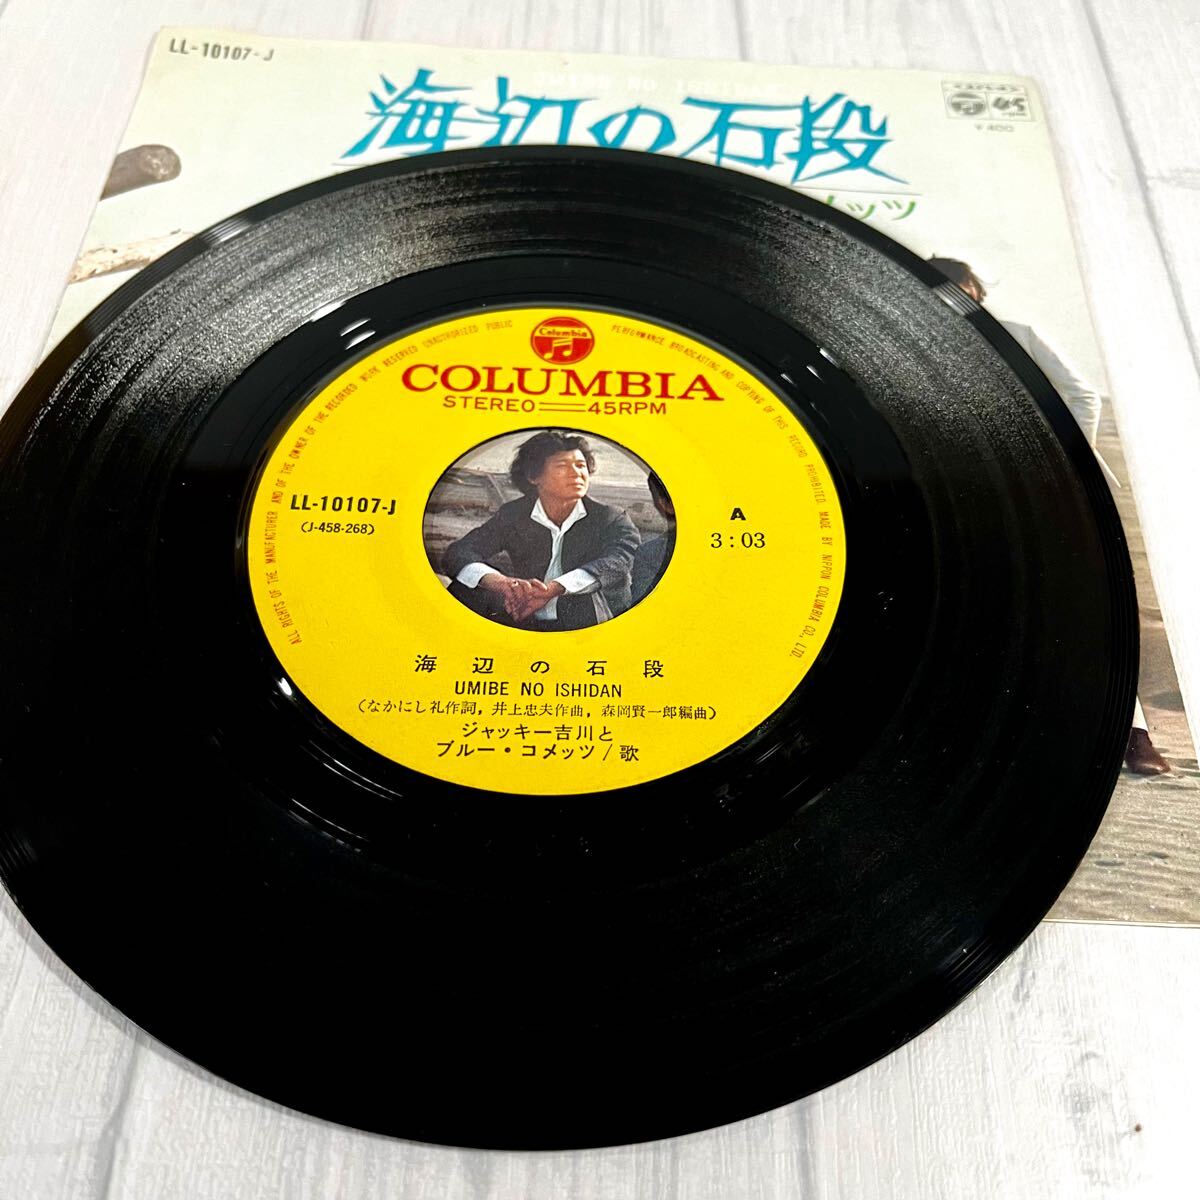 LL-10107-J
UMIBE NO ISHIDAN
海辺の石段
¥400
メッツ
ALL RIGHTS OF THE MANUFACTURER AND OF THE OWNER OF THE RECORDED WORK RESERVED UNAUTHORIZED PUBLIC PERFORMANCE BROADCASTING AND COPYING OF THIS RECORD PROHIBITED. MADE BY NIPPON COLUMBIA CO., LTD.
Columbia
COLUMBIA
STEREO 45RPM
LL-10107-J
(J-458-268)
A
3:03
海辺の石段
UMIBE NO ISHIDAN
(なかにし礼作詞, 井上忠夫作曲, 森岡賢一郎編曲)
ジャッキー吉川と
ブルー・コメッツ/歌